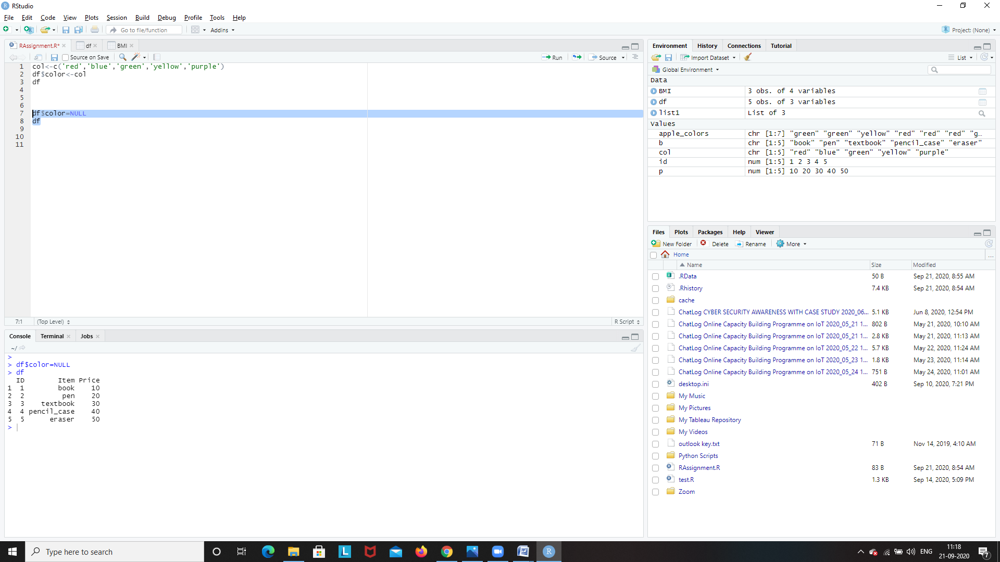 RStudio
File Edit Code View Plots Session Build Debug Profile Tools Help
Go to file/function Addins Project: (None)
RAssignment.R* df BMI
Source on Save Run Source
1 col<-c('red','blue','green','yellow','purple')
2 df$color<-col
3 df
4
5
6
7 df$color=NULL
8 df
9
10
11
7:1 (Top Level) R Script
Console Terminal Jobs
~/
>
> df$color=NULL
> df
ID Item Price
1 1 book 10
2 2 pen 20
3 3 textbook 30
4 4 pencil_case 40
5 5 eraser 50
>
Environment History Connections Tutorial
Import Dataset List
Global Environment
Data
BMI 3 obs. of 4 variables
df 5 obs. of 3 variables
list1 List of 3
Values
apple_colors chr [1:7] "green" "green" "yellow" "red" "red" "red" "g…
b chr [1:5] "book" "pen" "textbook" "pencil_case" "eraser"
col chr [1:5] "red" "blue" "green" "yellow" "purple"
id num [1:5] 1 2 3 4 5
p num [1:5] 10 20 30 40 50
Files Plots Packages Help Viewer
New Folder Delete Rename More
Home ...
Name Size Modified
.RData 50 B Sep 21, 2020, 8:55 AM
.Rhistory 7.4 KB Sep 21, 2020, 8:54 AM
cache
ChatLog CYBER SECURITY AWARENESS WITH CASE STUDY 2020_06... 5.1 KB Jun 8, 2020, 12:54 PM
ChatLog Online Capacity Building Programme on IoT 2020_05_21 1... 802 B May 21, 2020, 10:10 AM
ChatLog Online Capacity Building Programme on IoT 2020_05_21 1... 2.8 KB May 21, 2020, 11:13 AM
ChatLog Online Capacity Building Programme on IoT 2020_05_22 1... 5.7 KB May 22, 2020, 11:24 AM
ChatLog Online Capacity Building Programme on IoT 2020_05_23 1... 1.8 KB May 23, 2020, 11:14 AM
ChatLog Online Capacity Building Programme on IoT 2020_05_24 1... 751 B May 24, 2020, 11:01 AM
desktop.ini 402 B Sep 10, 2020, 7:21 PM
My Music
My Pictures
My Tableau Repository
My Videos
outlook key.txt 71 B Nov 14, 2019, 4:10 AM
Python Scripts
RAssignment.R 83 B Sep 21, 2020, 8:54 AM
test.R 1.3 KB Sep 14, 2020, 5:09 PM
Zoom
Type here to search
ENG
11:18
21-09-2020
7